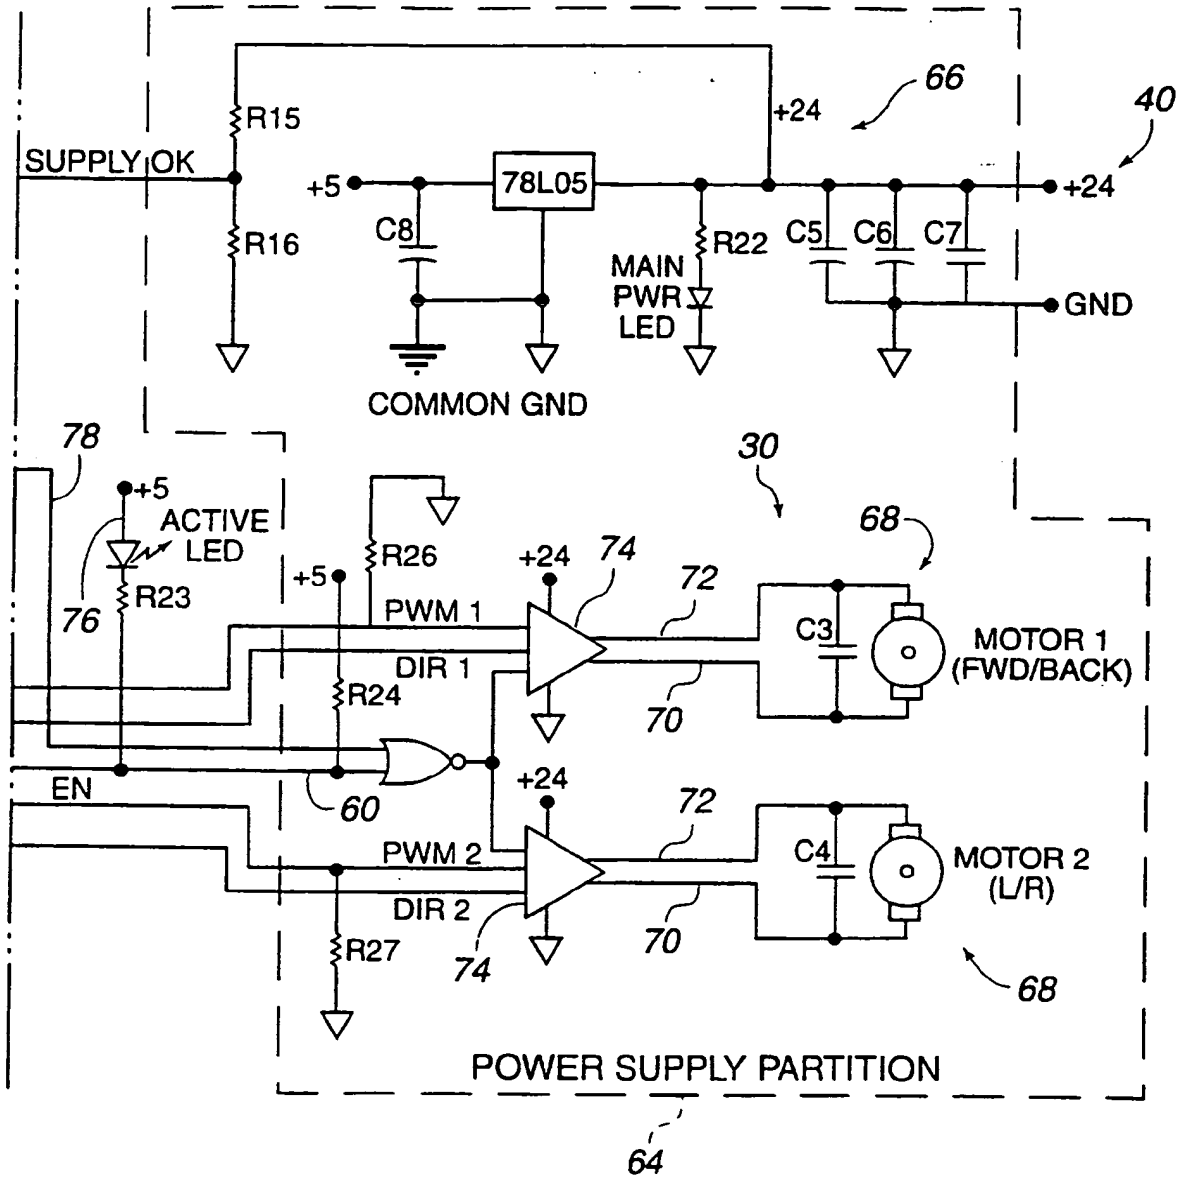 66
40
+24
R15
SUPPLY OK
+5
78L05
+24
R16
C8
R22
C5
C6
C7
MAIN
PWR
LED
GND
COMMON GND
78
30
+5
ACTIVE
LED
68
76
R23
+5
R26
+24
74
72
PWM 1
C3
MOTOR 1
(FWD/BACK)
DIR 1
R24
70
+24
EN
60
72
PWM 2
C4
MOTOR 2
(L/R)
DIR 2
70
R27
74
68
POWER SUPPLY PARTITION
64